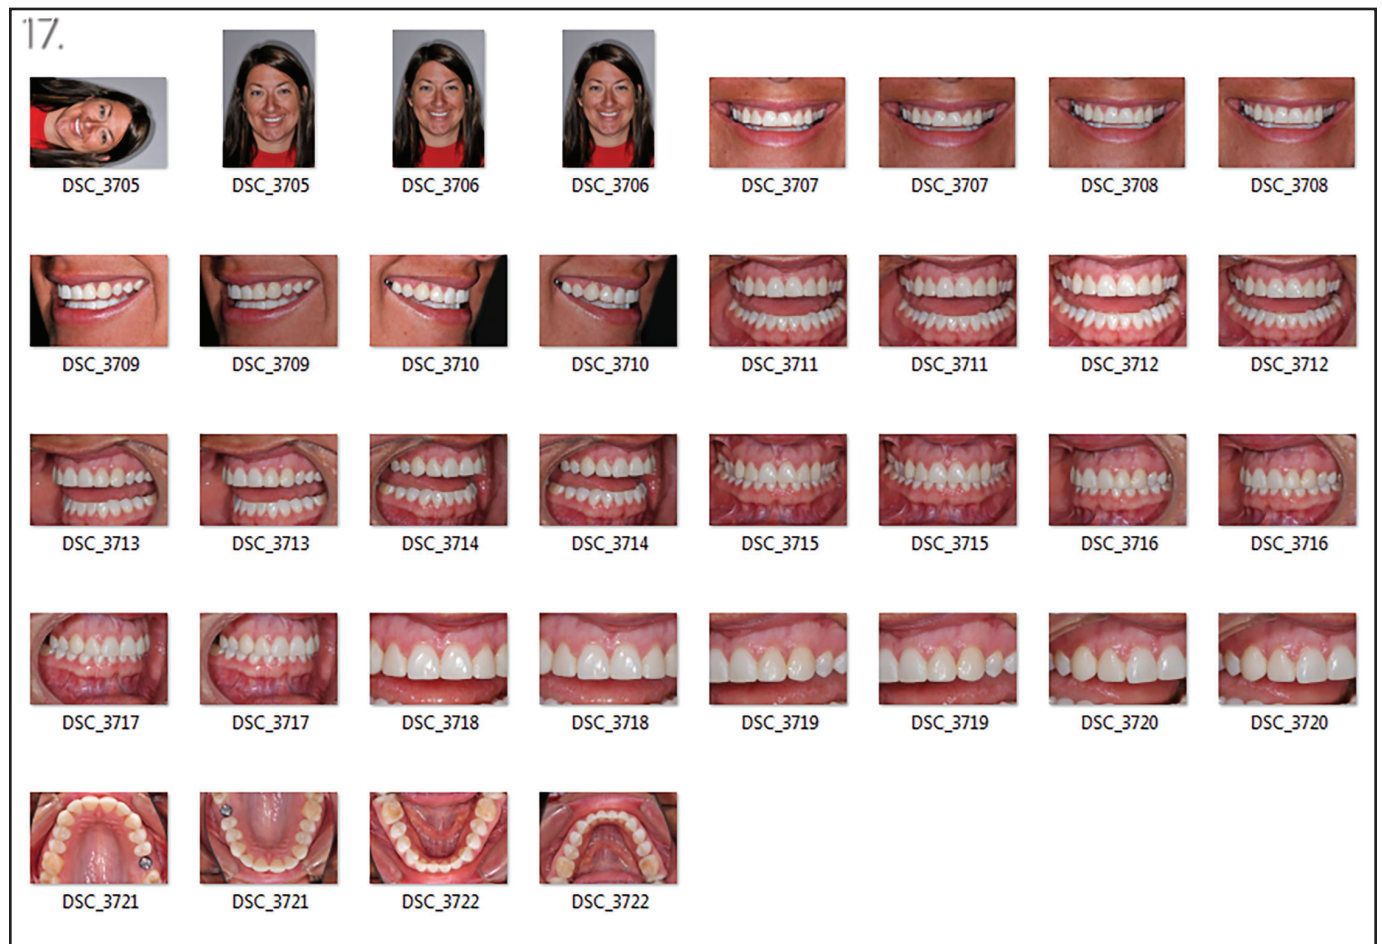 17.
DSC_3705 DSC_3705 DSC_3706 DSC_3706 DSC_3707 DSC_3707 DSC_3708 DSC_3708
DSC_3709 DSC_3709 DSC_3710 DSC_3710 DSC_3711 DSC_3711 DSC_3712 DSC_3712
DSC_3713 DSC_3713 DSC_3714 DSC_3714 DSC_3715 DSC_3715 DSC_3716 DSC_3716
DSC_3717 DSC_3717 DSC_3718 DSC_3718 DSC_3719 DSC_3719 DSC_3720 DSC_3720
DSC_3721 DSC_3721 DSC_3722 DSC_3722